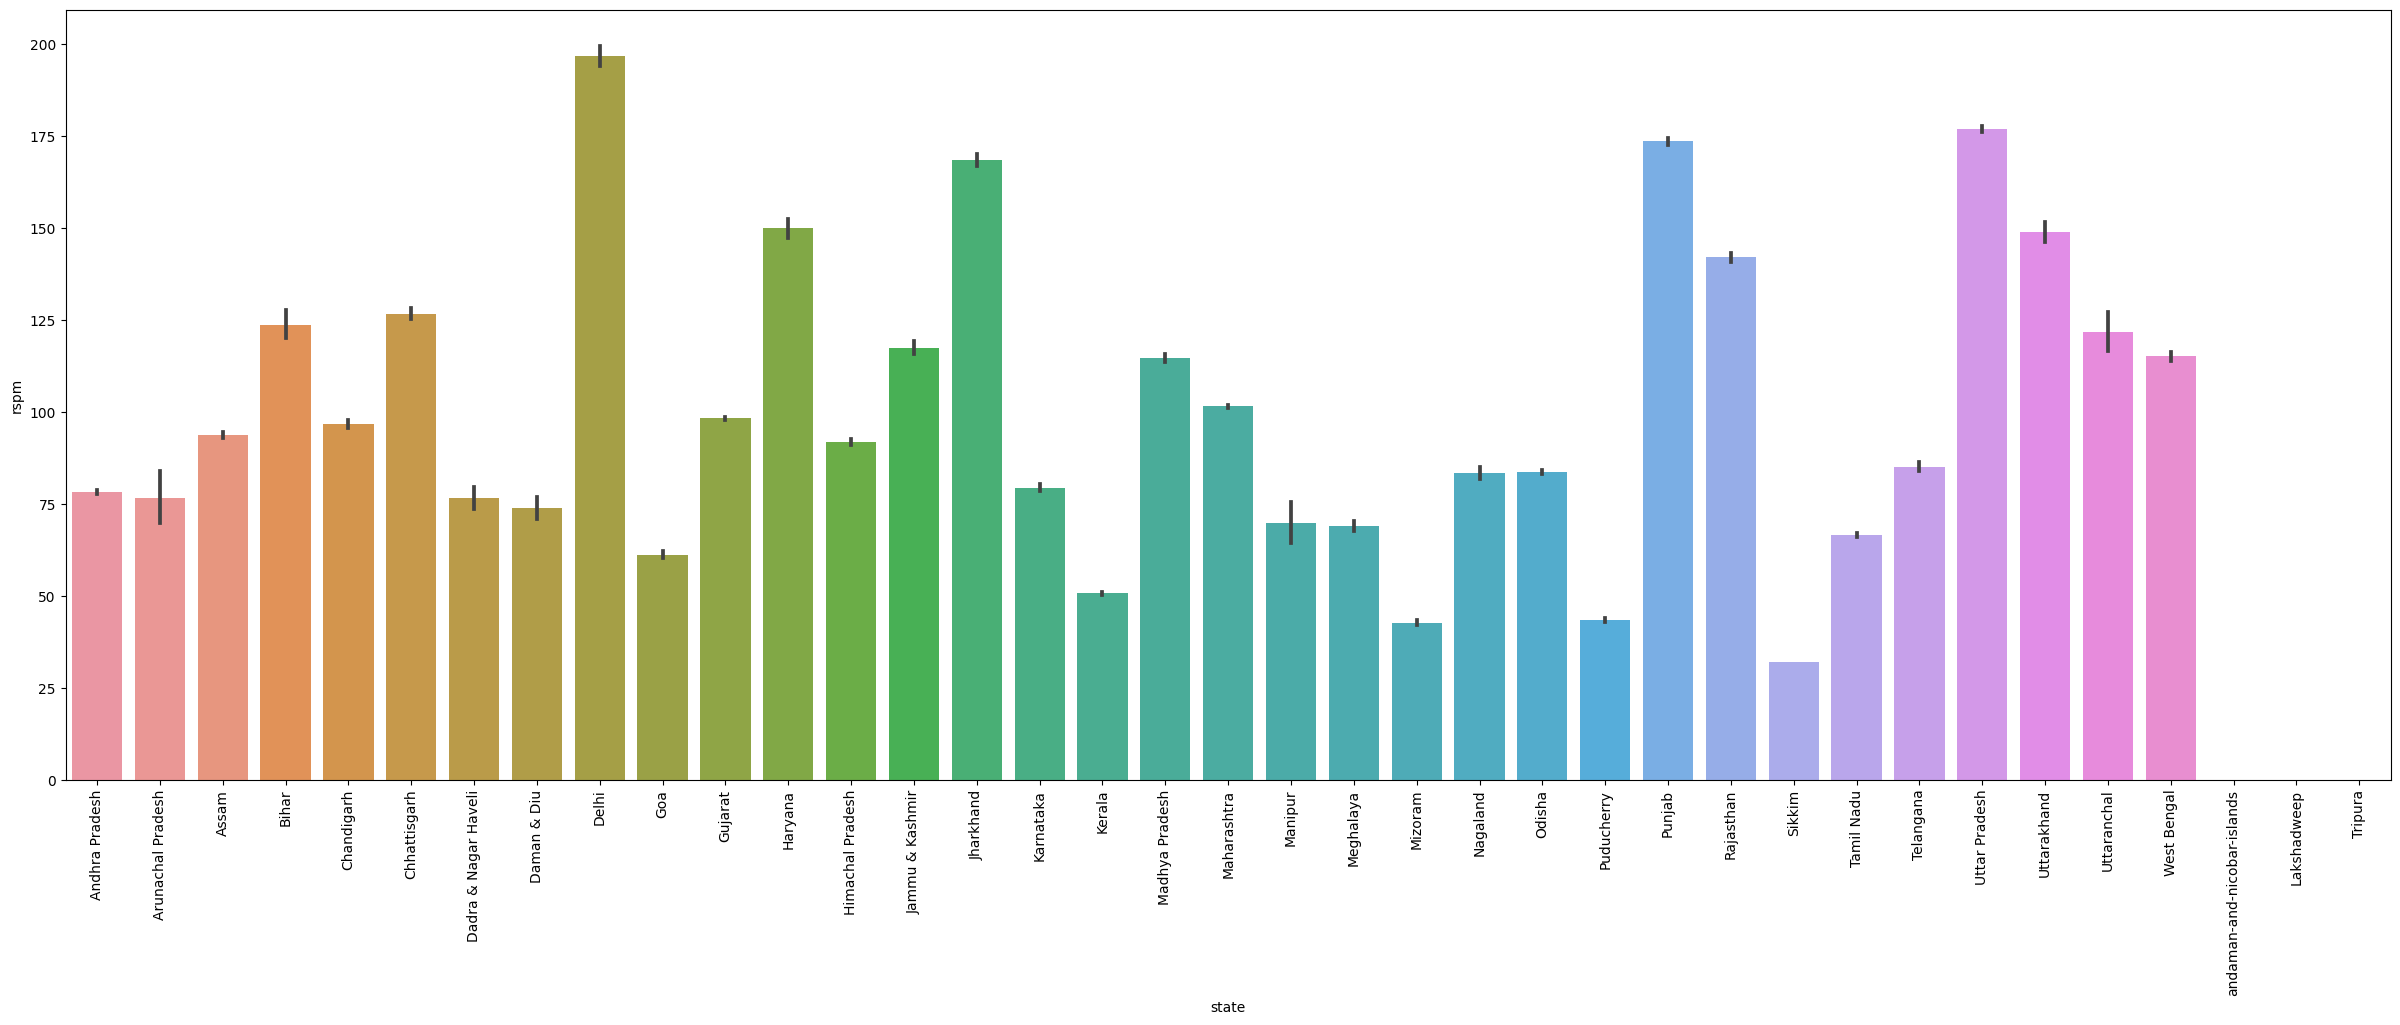 200
175
150
125
100
75
50
25
0
rspm
Andhra Pradesh
Arunachal Pradesh
Assam
Bihar
Chandigarh
Chhattisgarh
Dadra & Nagar Haveli
Daman & Diu
Delhi
Goa
Gujarat
Haryana
Himachal Pradesh
Jammu & Kashmir
Jharkhand
Karnataka
Kerala
Madhya Pradesh
Maharashtra
Manipur
Meghalaya
Mizoram
Nagaland
Odisha
Puducherry
Punjab
Rajasthan
Sikkim
Tamil Nadu
Telangana
Uttar Pradesh
Uttarakhand
Uttaranchal
West Bengal
andaman-and-nicobar-islands
Lakshadweep
Tripura
state